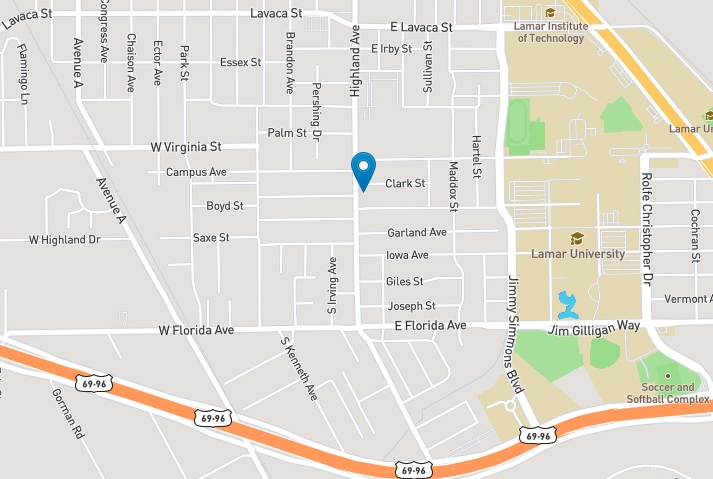 Lavaca St
Lavaca St
E Lavaca St
Lamar Institute
of Technology
Congress Ave
Highland Ave
E Irby St
Flamingo Ln
Avenue A
Chaison Ave
Ector Ave
Park St
Essex St
Brandon Ave
Sullivan St
Pershing Dr
Palm St
Lamar Un
W Virginia St
Hartel St
Campus Ave
Clark St
Maddox St
Avenue A
Boyd St
Rolfe Christopher Dr
Cochran St
W Highland Dr
Saxe St
Garland Ave
Iowa Ave
Lamar University
S Irving Ave
Giles St
Joseph St
Vermont A
W Florida Ave
E Florida Ave
Jimmy Simmons Blvd
Jim Gilligan Way
S Kenneth Ave
Gorman Rd
69-96
69-96
69-96
69-96
Soccer and
Softball Complex